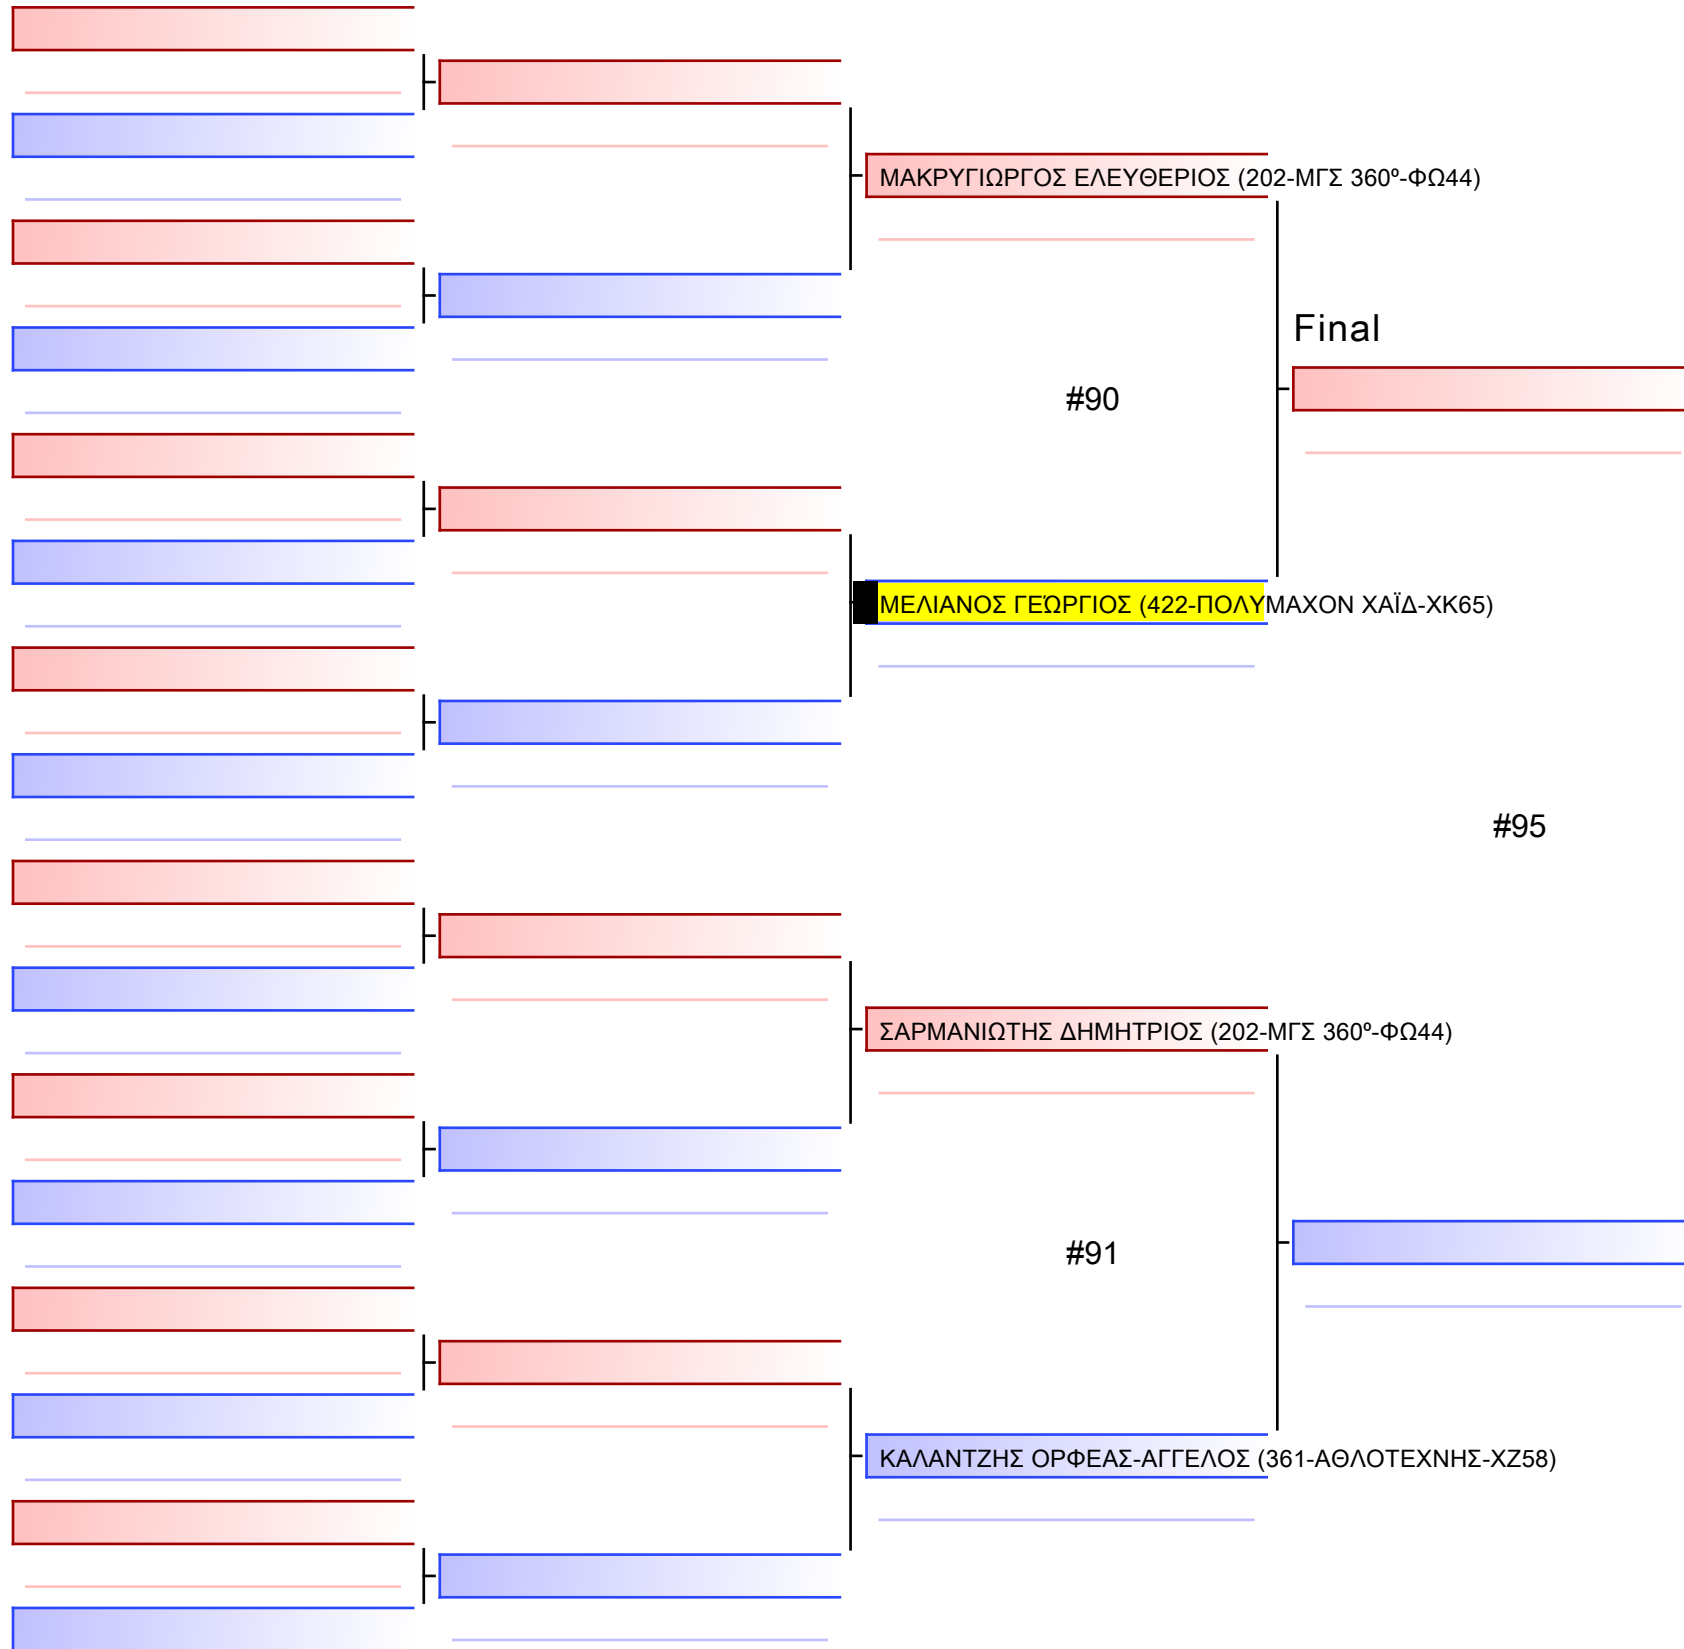 ΜΑΚΡΥΓΙΩΡΓΟΣ ΕΛΕΥΘΕΡΙΟΣ (202-ΜΓΣ 360º-ΦΩ44)
Final
#90
ΜΕΛΙΑΝΟΣ ΓΕΏΡΓΙΟΣ (422-ΠΟΛΥΜΑΧΟΝ ΧΑΪΔ-ΧΚ65)
#95
ΣΑΡΜΑΝΙΩΤΗΣ ΔΗΜΗΤΡΙΟΣ (202-ΜΓΣ 360º-ΦΩ44)
#91
ΚΑΛΑΝΤΖΗΣ ΟΡΦΕΑΣ-ΑΓΓΕΛΟΣ (361-ΑΘΛΟΤΕΧΝΗΣ-ΧΖ58)